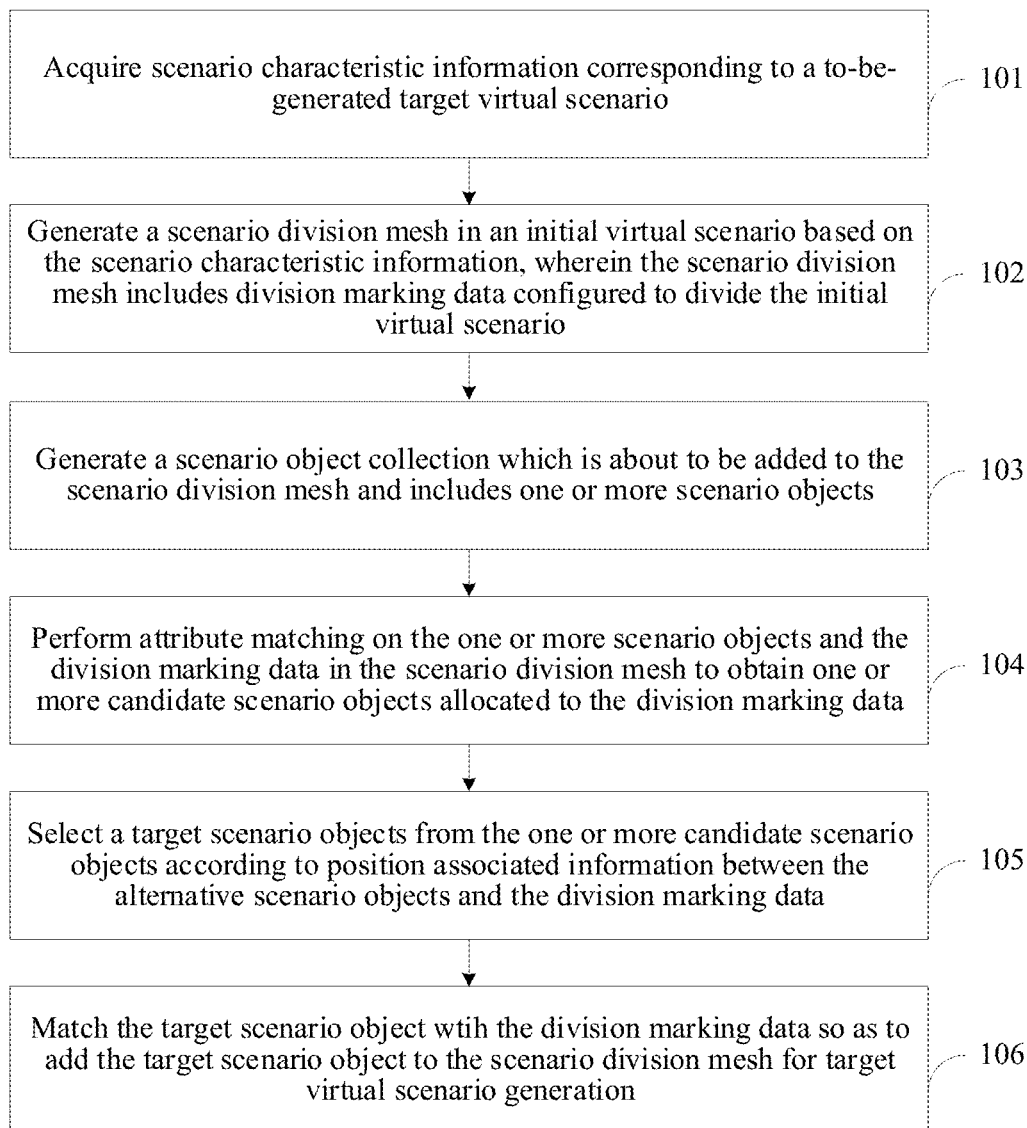 Acquire scenario characteristic information corresponding to a to-be-
generated target virtual scenario
101
Generate a scenario division mesh in an initial virtual scenario based on
the scenario characteristic information, wherein the scenario division
mesh includes division marking data configured to divide the initial
virtual scenario
102
Generate a scenario object collection which is about to be added to the
scenario division mesh and includes one or more scenario objects
103
Perform attribute matching on the one or more scenario objects and the
division marking data in the scenario division mesh to obtain one or
more candidate scenario objects allocated to the division marking data
104
Select a target scenario objects from the one or more candidate scenario
objects according to position associated information between the
alternative scenario objects and the division marking data
105
Match the target scenario object wtih the division marking data so as to
add the target scenario object to the scenario division mesh for target
virtual scenario generation
106